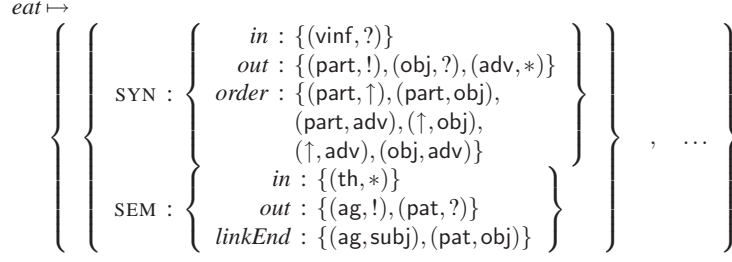 eat ↦
in : {(vinf, ?)}
out : {(part, !), (obj, ?), (adv, ∗)}
SYN : order : {(part, ↑), (part, obj),
(part, adv), (↑, obj),
(↑, adv), (obj, adv)}
, …
in : {(th, ∗)}
SEM : out : {(ag, !), (pat, ?)}
linkEnd : {(ag, subj), (pat, obj)}